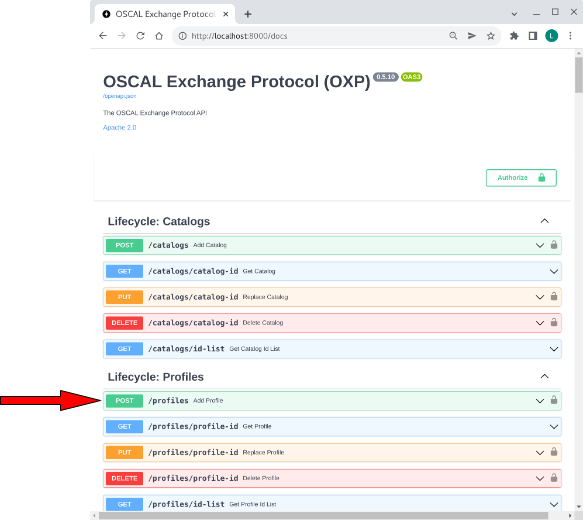 OSCAL Exchange Protocol
http://localhost:8000/docs
L
OSCAL Exchange Protocol (OXP) 0.5.10 OAS3
/openapi.json
The OSCAL Exchange Protocol API
Apache 2.0
Authorize
Lifecycle: Catalogs
POST /catalogs Add Catalog
GET /catalogs/catalog-id Get Catalog
PUT /catalogs/catalog-id Replace Catalog
DELETE /catalogs/catalog-id Delete Catalog
GET /catalogs/id-list Get Catalog Id List
Lifecycle: Profiles
POST /profiles Add Profile
GET /profiles/profile-id Get Profile
PUT /profiles/profile-id Replace Profile
DELETE /profiles/profile-id Delete Profile
GET /profiles/id-list Get Profile Id List